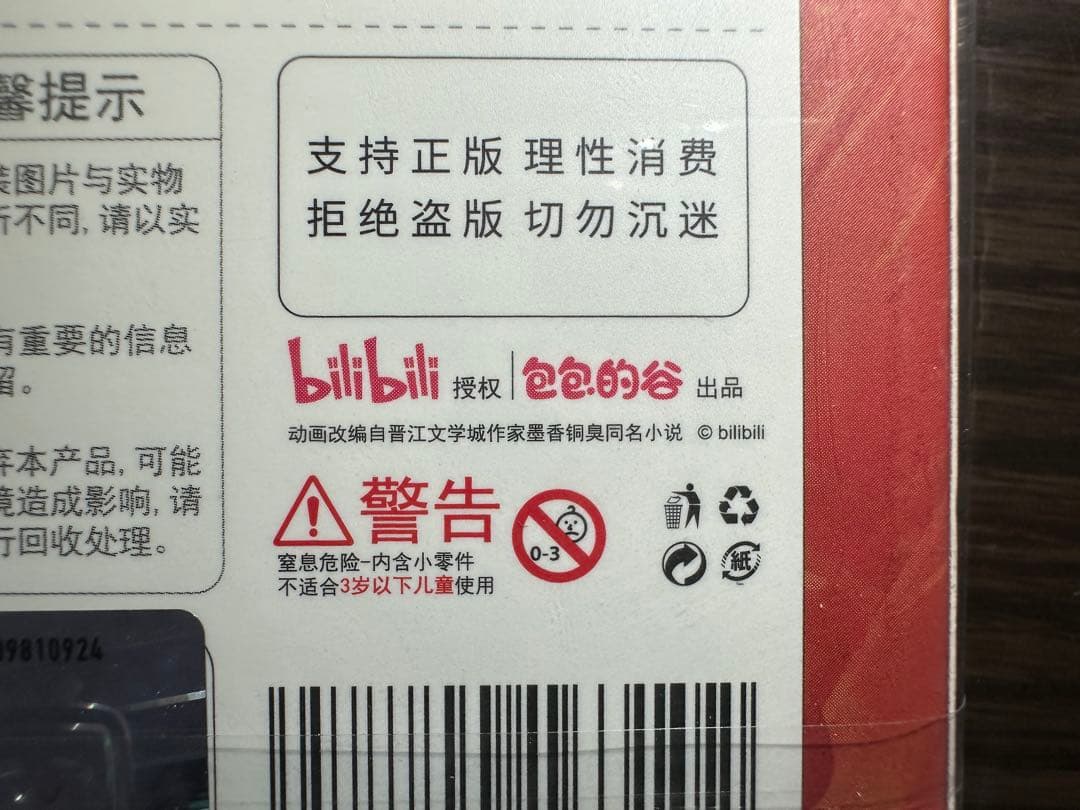 馨提示
装图片与实物
所不同,请以实
有重要的信息
留。
弃本产品,可能
境造成影响,请
行回收处理。
9810924
支持正版 理性消费
拒绝盗版 切勿沉迷
bilibili 授权 | 包包的谷 出品
动画改编自晋江文学城作家墨香铜臭同名小说 © bilibili
警告
0-3
窒息危险-内含小零件
不适合3岁以下儿童使用
紙